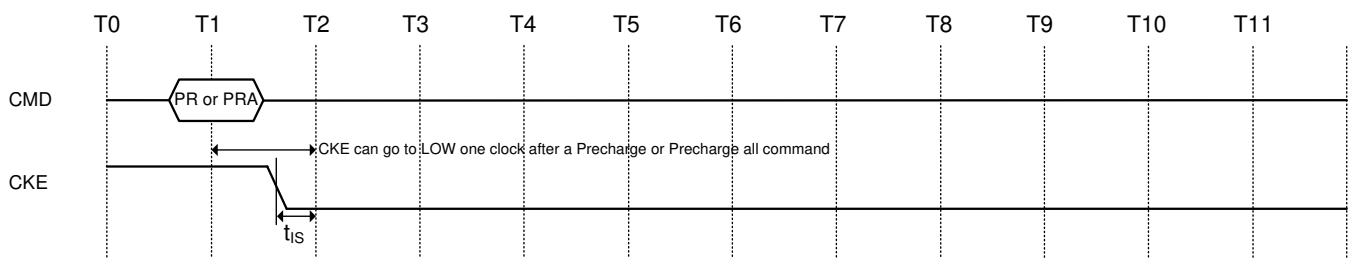 T0 T1 T2 T3 T4 T5 T6 T7 T8 T9 T10 T11
CMD PR or PRA
CKE can go to LOW one clock after a Precharge or Precharge all command
CKE
tIS